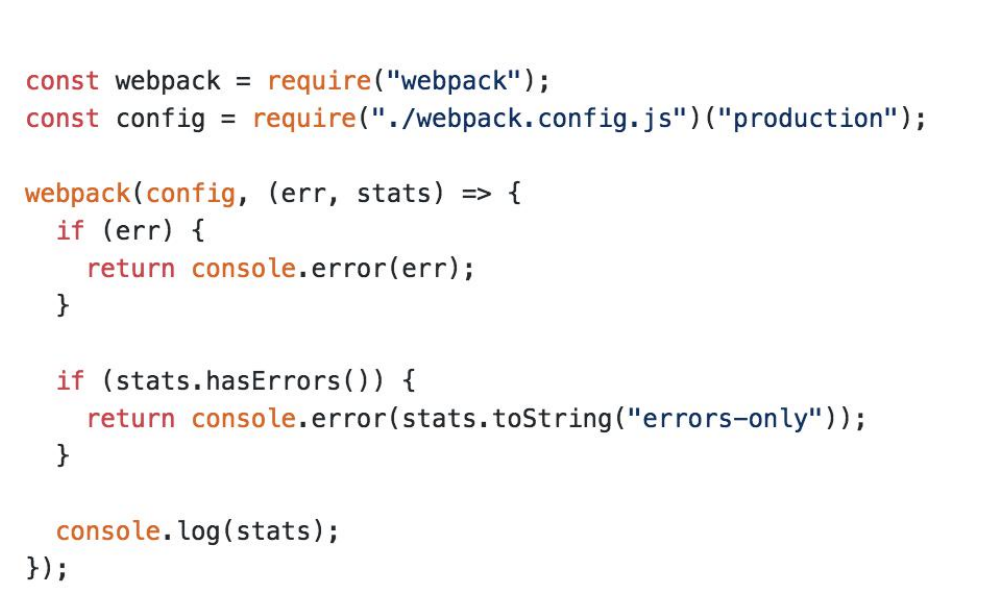 const webpack = require("webpack");
const config = require("./webpack.config.js")("production");

webpack(config, (err, stats) => {
  if (err) {
    return console.error(err);
  }

  if (stats.hasErrors()) {
    return console.error(stats.toString("errors-only"));
  }

  console.log(stats);
});